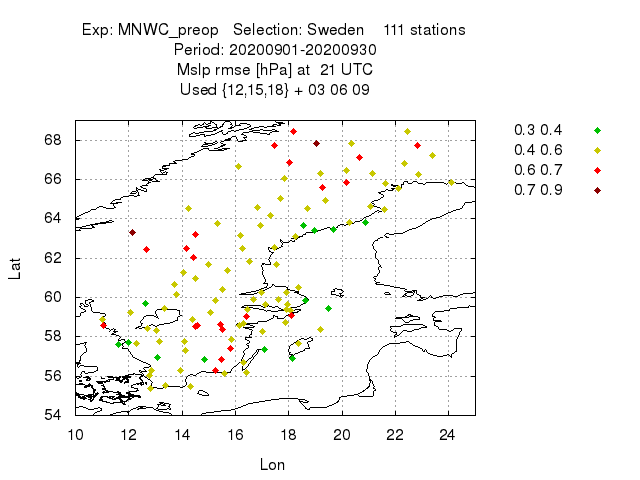 Exp: MNWC_preop   Selection: Sweden    111 stations
Period: 20200901-20200930
Mslp rmse [hPa] at  21 UTC
Used {12,15,18} + 03 06 09
0.3 0.4
0.4 0.6
0.6 0.7
0.7 0.9
68
66
64
62
60
58
56
54
Lat
10 12 14 16 18 20 22 24
Lon